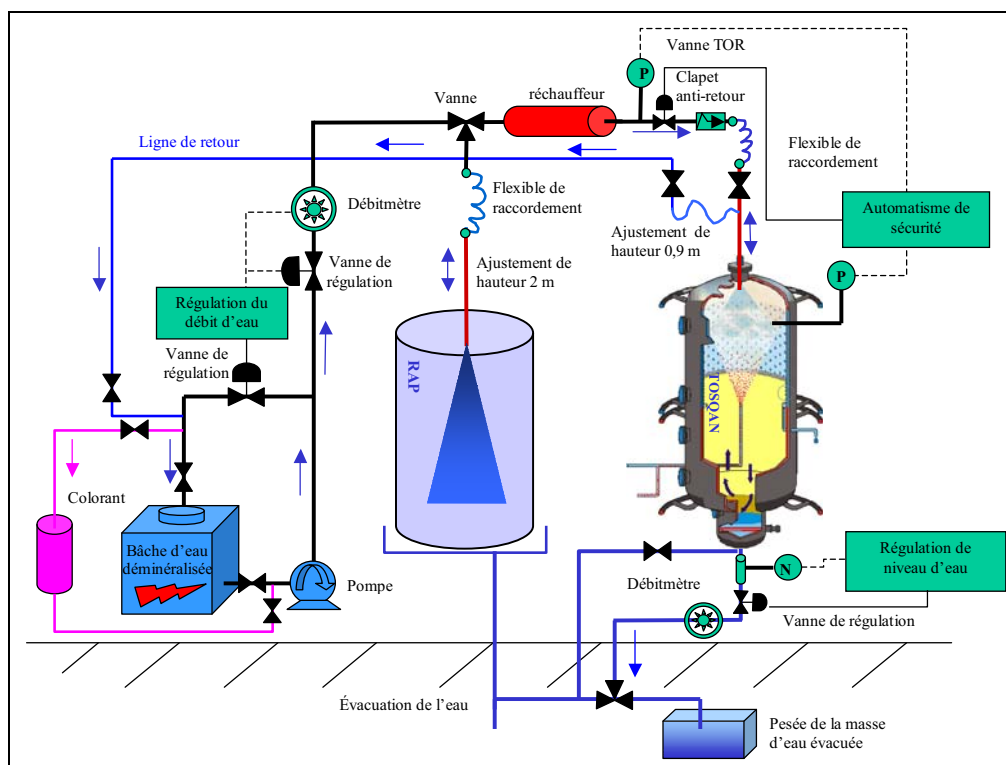 Vanne TOR
P
Clapet
anti-retour
réchauffeur
Vanne
Ligne de retour
Flexible de
raccordement
Flexible de
raccordement
Débitmètre
Automatisme de
sécurité
Ajustement de
hauteur 0,9 m
Vanne de
régulation
Ajustement de
hauteur 2 m
P
Régulation du
débit d'eau
Vanne de
régulation
RAP
TOSQAN
Colorant
Bâche d'eau
déminéralisée
Pompe
Débitmètre
N
Régulation de
niveau d'eau
Vanne de régulation
Évacuation de l'eau
Pesée de la masse
d'eau évacuée